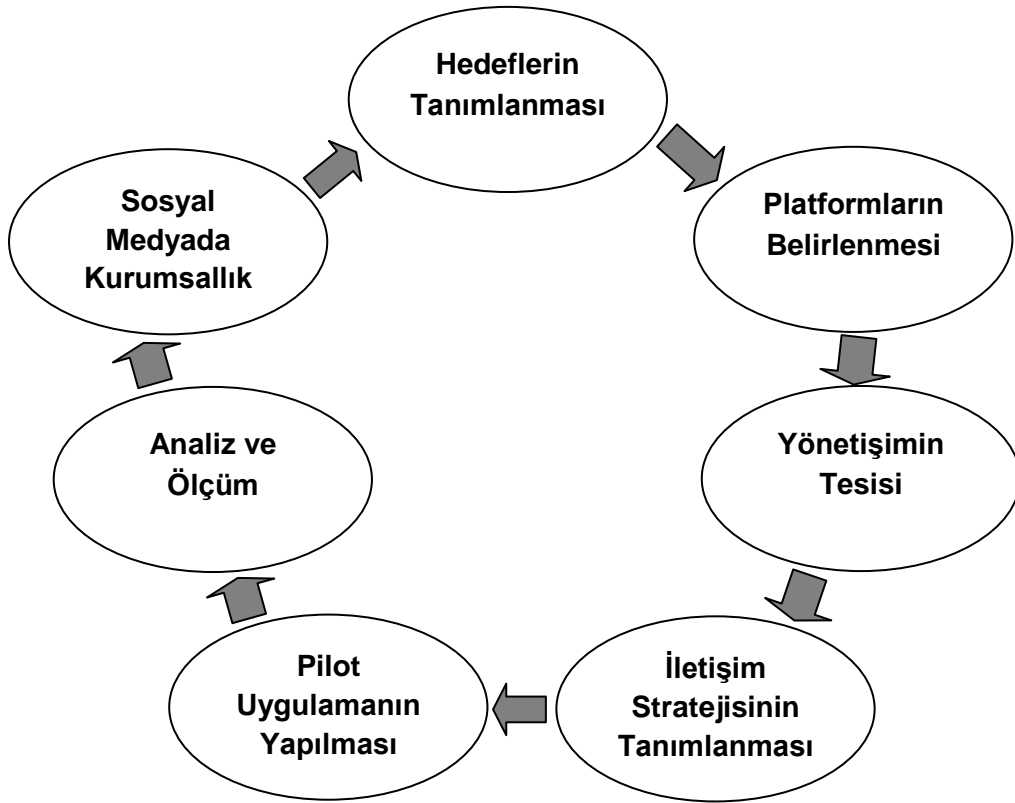 Hedeflerin
Tanımlanması
Platformların
Belirlenmesi
Yönetişimin
Tesisi
İletişim
Stratejisinin
Tanımlanması
Pilot
Uygulamanın
Yapılması
Analiz ve
Ölçüm
Sosyal
Medyada
Kurumsallık